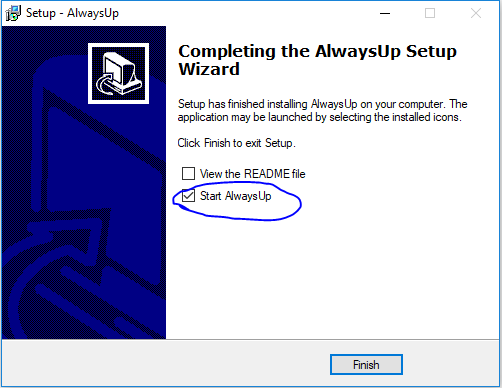 Setup - AlwaysUp
Completing the AlwaysUp Setup
Wizard
Setup has finished installing AlwaysUp on your computer. The
application may be launched by selecting the installed icons.
Click Finish to exit Setup.
View the README file
Start AlwaysUp
Finish